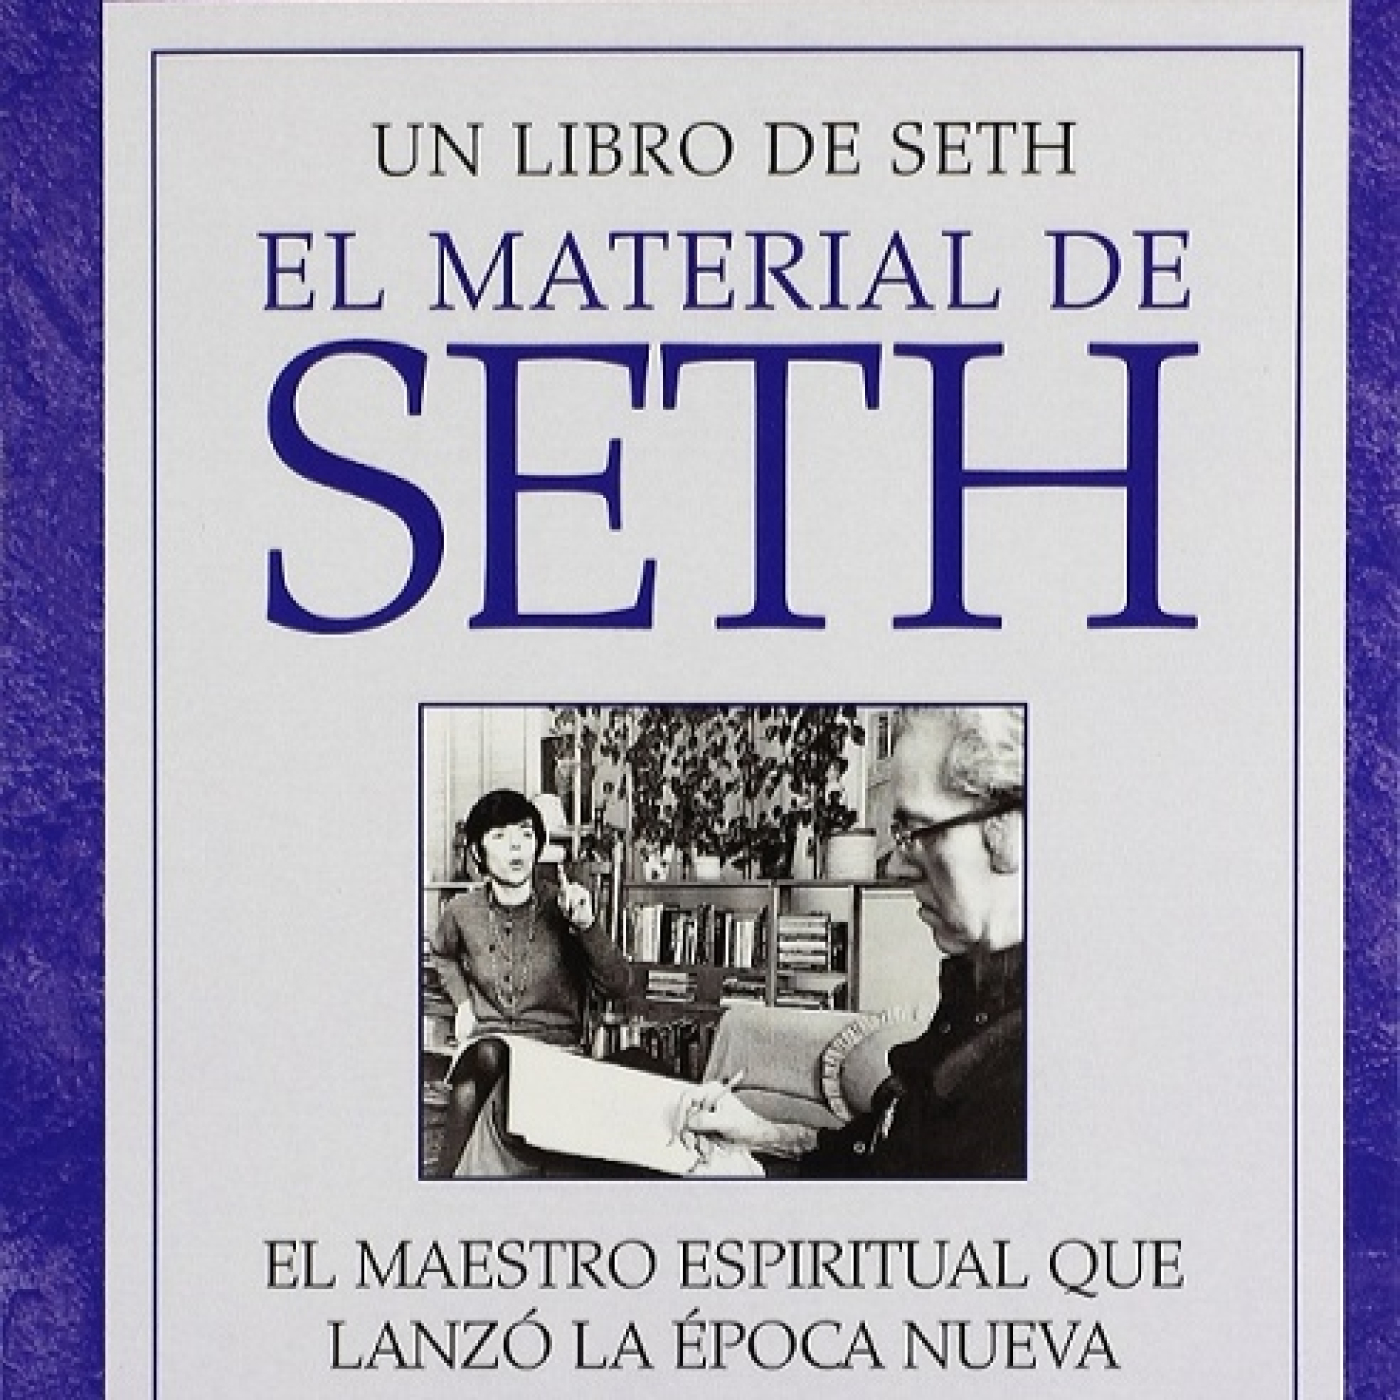 UN LIBRO DE SETH
EL MATERIAL DE
SETH
EL MAESTRO ESPIRITUAL QUE
LANZÓ LA ÉPOCA NUEVA